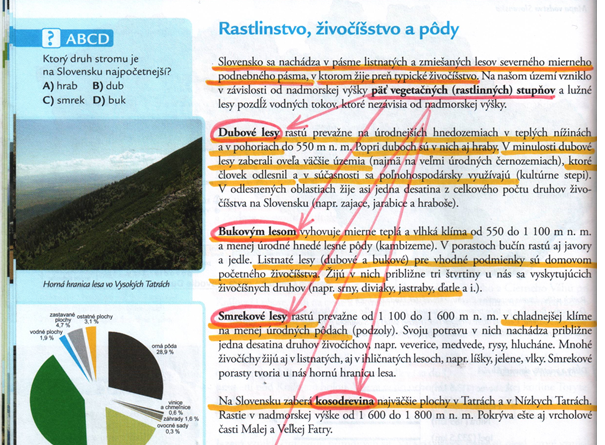 ? ABCD
Ktorý druh stromu je
na Slovensku najpočetnejší?
A) hrab B) dub
C) smrek D) buk
Horná hranica lesa vo Vysokých Tatrách
zastavané
plochy
4,7 %
ostatné plochy
3,1 %
vodné plochy
1,9 %
orná pôda
28,9 %
vinice
a chmeľnice
0,6 %
záhrady 1,6 %
ovocné sady
0,3 %
Rastlinstvo, živočíšstvo a pôdy
Slovensko sa nachádza v pásme listnatých a zmiešaných lesov severného mierneho
podnebného pásma, v ktorom žije preň typické živočíšstvo. Na našom území vzniklo
v závislosti od nadmorskej výšky päť vegetačných (rastlinných) stupňov a lužné
lesy pozdĺž vodných tokov, ktoré nezávisia od nadmorskej výšky.
Dubové lesy rastú prevažne na úrodnejších hnedozemiach v teplých nížinách
a v pohoriach do 550 m n. m. Popri duboch sú v nich aj hraby. V minulosti dubové
lesy zaberali oveľa väčšie územia (najmä na veľmi úrodných černozemiach), ktoré
človek odlesnil a v súčasnosti sa poľnohospodársky využívajú (kultúrne stepi).
V odlesnených oblastiach žije asi jedna desatina z celkového počtu druhov živo-
číšstva na Slovensku (napr. zajace, jarabice a hraboše).
Bukovým lesom vyhovuje mierne teplá a vlhká klíma od 550 do 1 100 m n. m.
a menej úrodné hnedé lesné pôdy (kambizeme). V porastoch bučín rastú aj javory
a jedle. Listnaté lesy (dubové a bukové) pre vhodné podmienky sú domovom
početného živočíšstva. Žijú v nich približne tri štvrtiny u nás sa vyskytujúcich
živočíšnych druhov (napr. srny, diviaky, jastraby, ďatle a i.).
Smrekové lesy rastú prevažne od 1 100 do 1 600 m n. m. v chladnejšej klíme
na menej úrodných pôdach (podzoly). Svoju potravu v nich nachádza približne
jedna desatina druhov živočíchov, napr. veverice, medvede, rysy, hlucháne. Mnohé
živočíchy žijú aj v listnatých, aj v ihličnatých lesoch, napr. líšky, jelene, vlky. Smrekové
porasty tvoria u nás hornú hranicu lesa.
Na Slovensku zaberá kosodrevina najväčšie plochy v Tatrách a v Nízkych Tatrách.
Rastie v nadmorskej výške od 1 600 do 1 800 m n. m. Pokrýva ešte aj vrcholové
časti Malej a Veľkej Fatry.